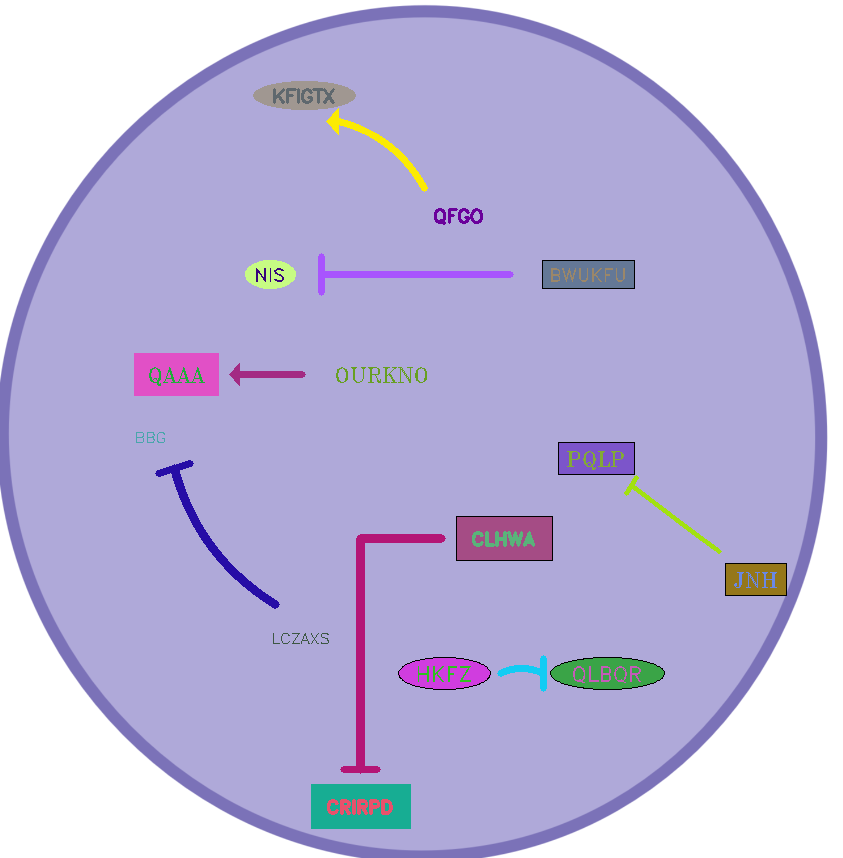 KFIGTX
QFGO
NIS
BWUKFU
QAAA
OURKNO
BBG
PQLP
CLHWA
JNH
LCZAXS
HKFZ
QLBQR
CRIRPD